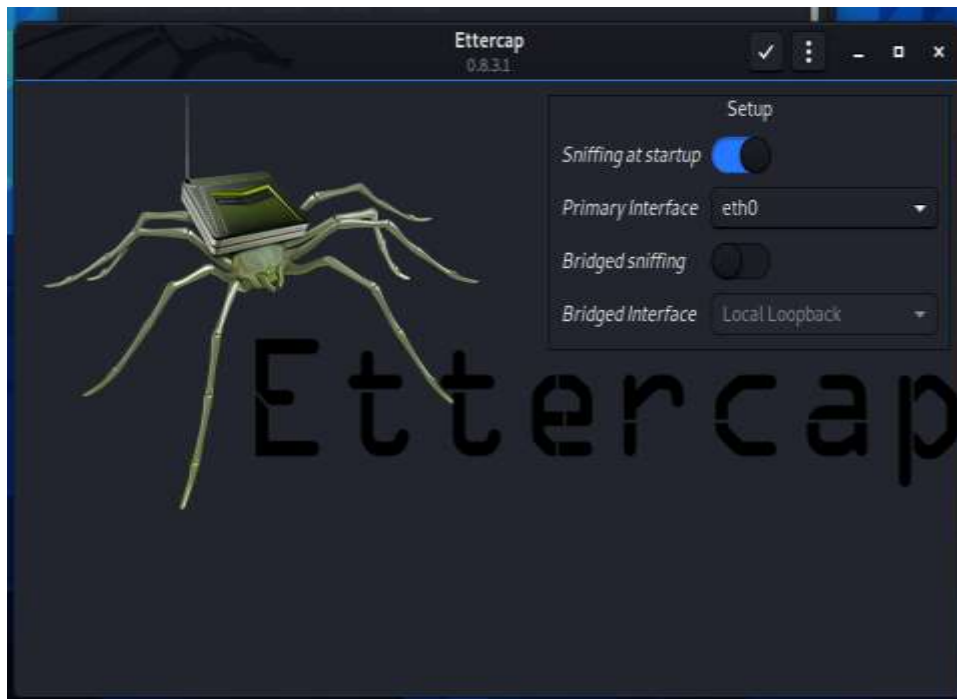 Ettercap
0.8.3.1
Setup
Sniffing at startup
Primary Interface eth0
Bridged sniffing
Bridged Interface Local Loopback
Ettercap